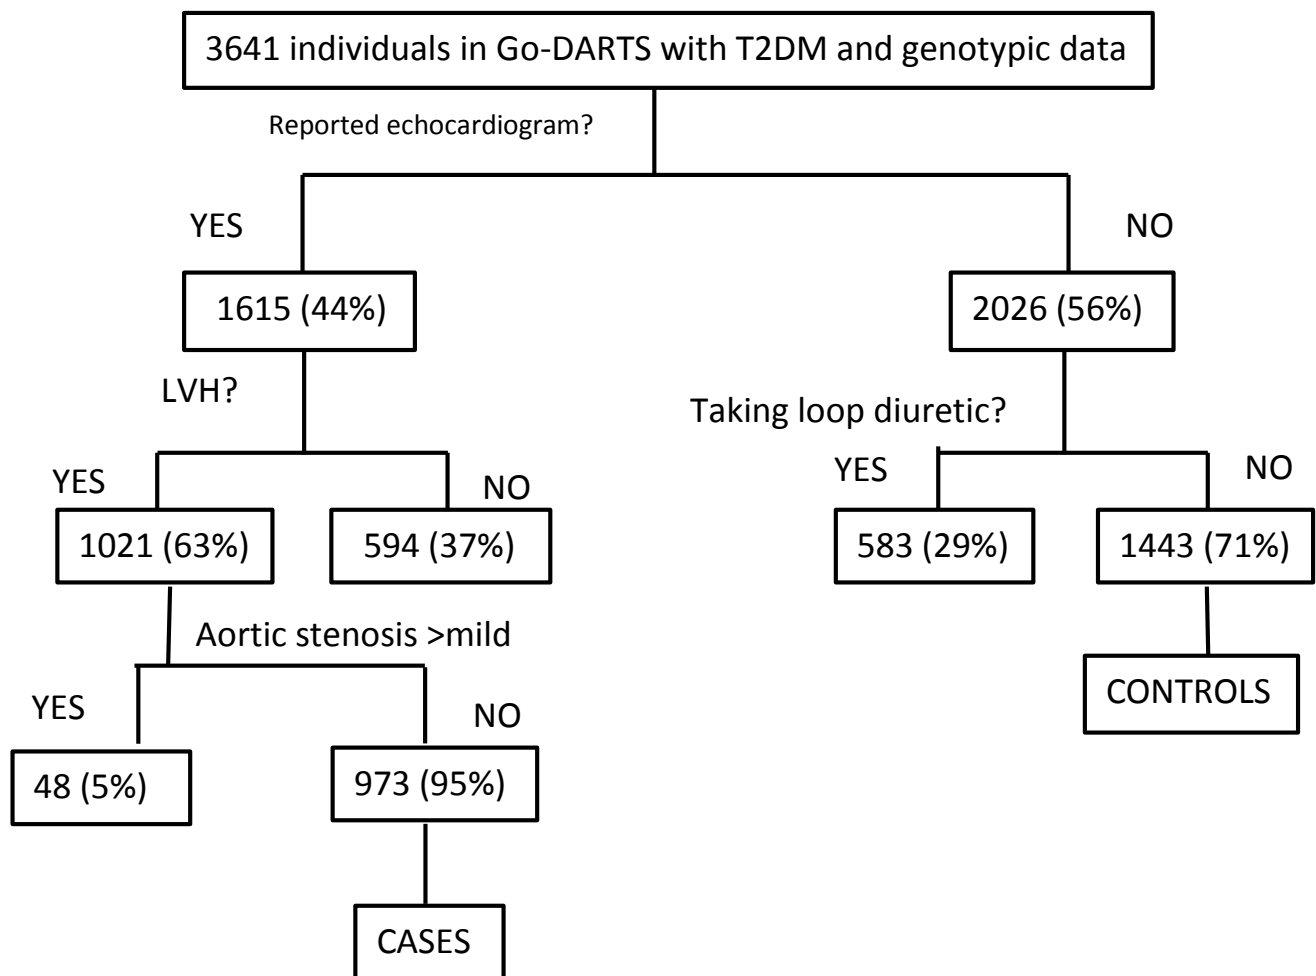 3641 individuals in Go-DARTS with T2DM and genotypic data
Reported echocardiogram?
YES
NO
1615 (44%)
2026 (56%)
LVH?
Taking loop diuretic?
YES
NO
YES
NO
1021 (63%)
594 (37%)
583 (29%)
1443 (71%)
Aortic stenosis >mild
YES
NO
CONTROLS
48 (5%)
973 (95%)
CASES